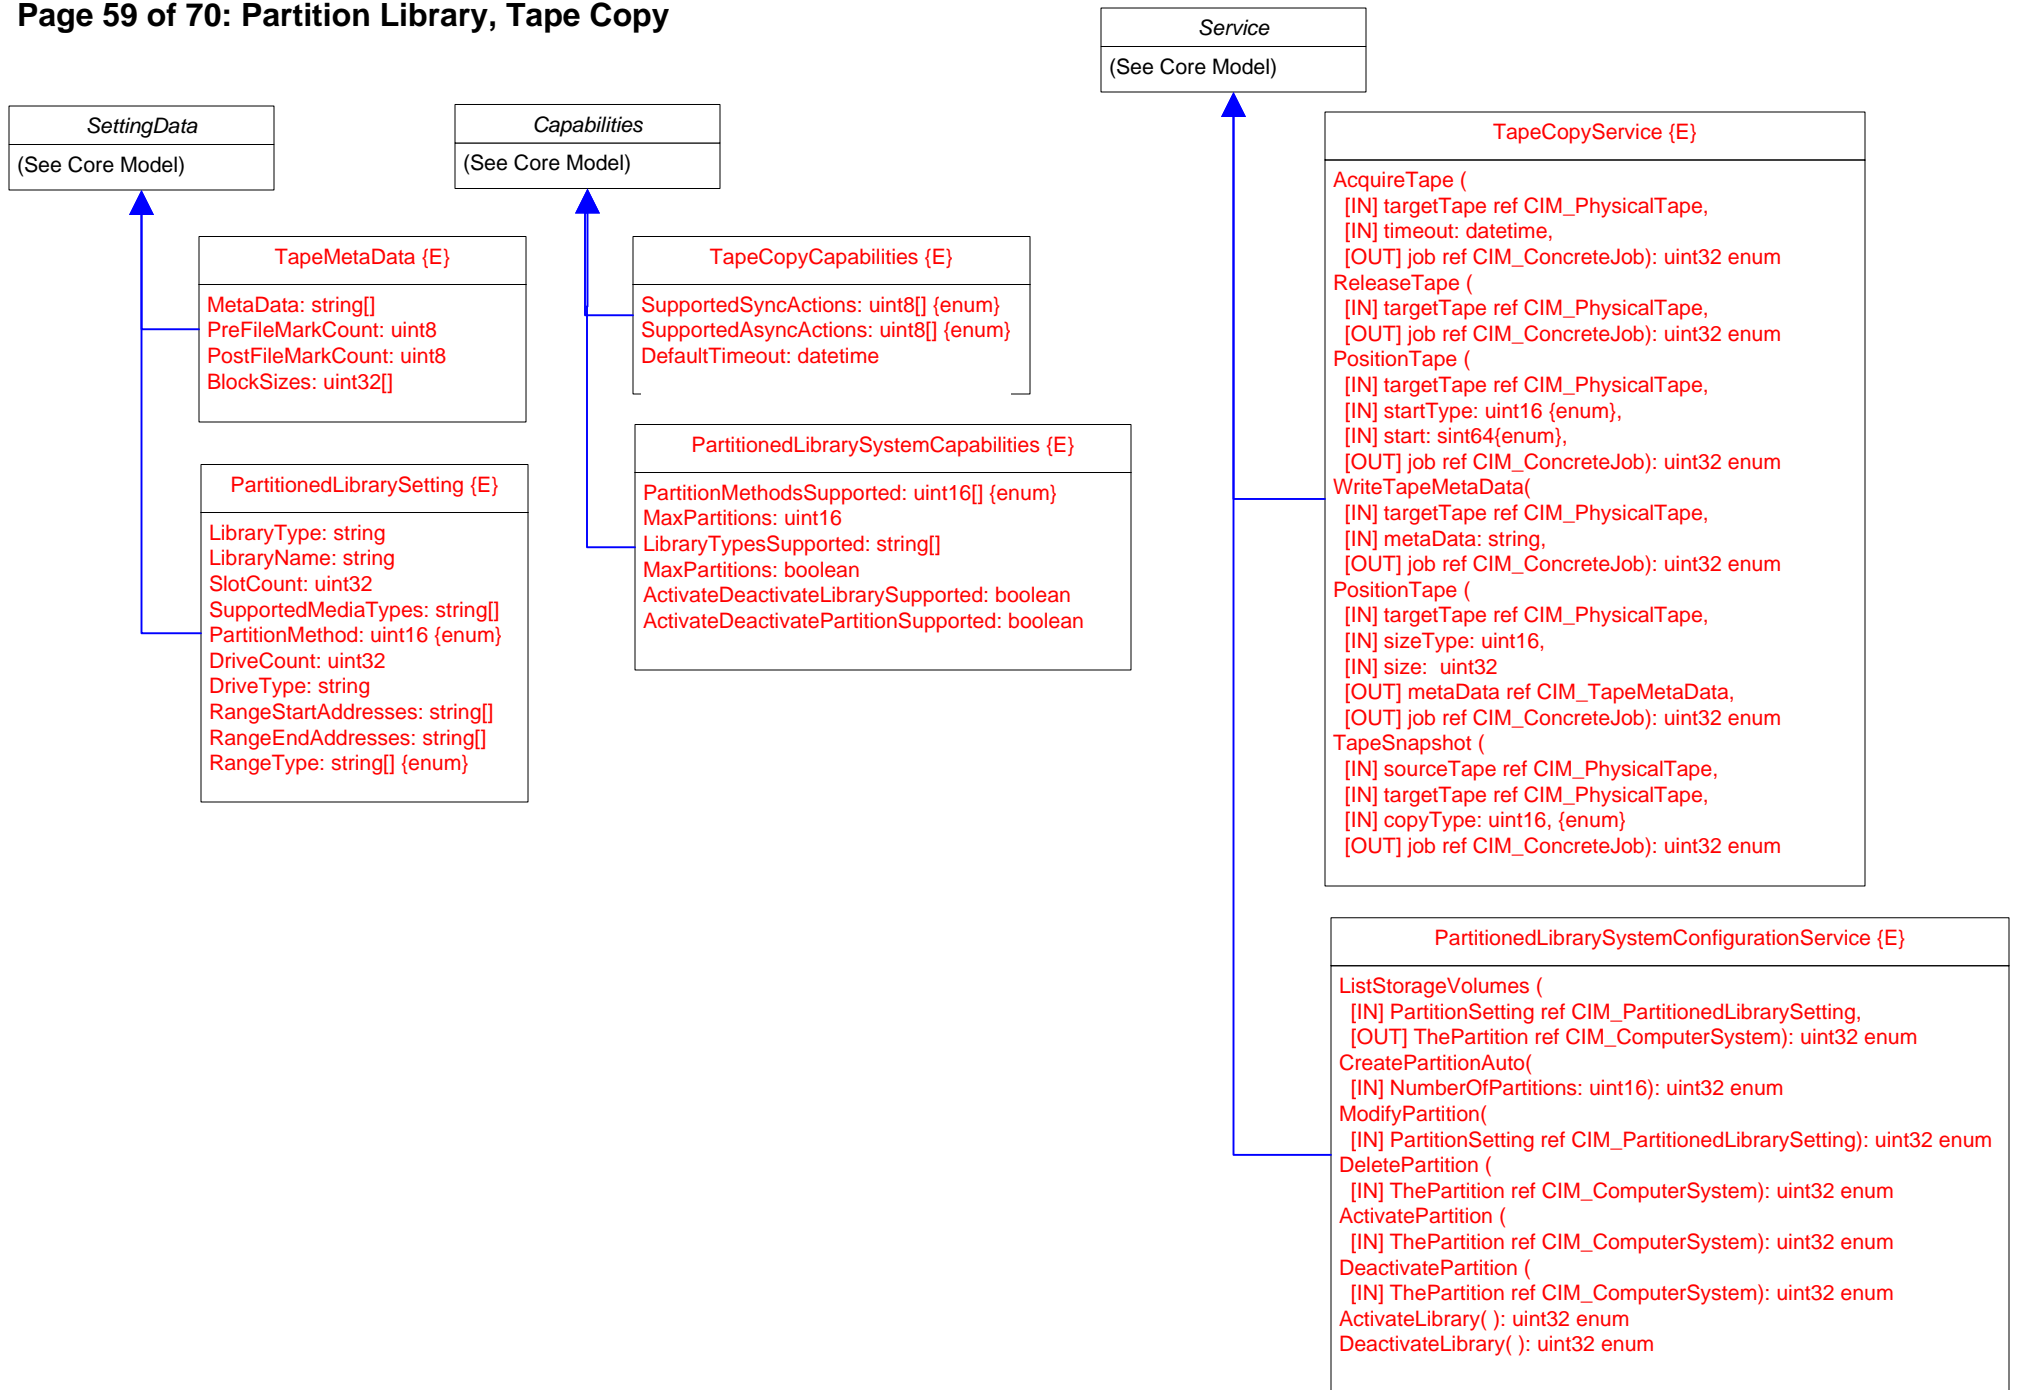 Page 59 of 70: Partition Library, Tape Copy
Service
(See Core Model)
SettingData
(See Core Model)
Capabilities
(See Core Model)
TapeMetaData {E}
MetaData: string[]
PreFileMarkCount: uint8
PostFileMarkCount: uint8
BlockSizes: uint32[]
PartitionedLibrarySetting {E}
LibraryType: string
LibraryName: string
SlotCount: uint32
SupportedMediaTypes: string[]
PartitionMethod: uint16 {enum}
DriveCount: uint32
DriveType: string
RangeStartAddresses: string[]
RangeEndAddresses: string[]
RangeType: string[] {enum}
TapeCopyCapabilities {E}
SupportedSyncActions: uint8[] {enum}
SupportedAsyncActions: uint8[] {enum}
DefaultTimeout: datetime
PartitionedLibrarySystemCapabilities {E}
PartitionMethodsSupported: uint16[] {enum}
MaxPartitions: uint16
LibraryTypesSupported: string[]
MaxPartitions: boolean
ActivateDeactivateLibrarySupported: boolean
ActivateDeactivatePartitionSupported: boolean
TapeCopyService {E}
AcquireTape (
[IN] targetTape ref CIM_PhysicalTape,
[IN] timeout: datetime,
[OUT] job ref CIM_ConcreteJob): uint32 enum
ReleaseTape (
[IN] targetTape ref CIM_PhysicalTape,
[OUT] job ref CIM_ConcreteJob): uint32 enum
PositionTape (
[IN] targetTape ref CIM_PhysicalTape,
[IN] startType: uint16 {enum},
[IN] start: sint64{enum},
[OUT] job ref CIM_ConcreteJob): uint32 enum
WriteTapeMetaData(
[IN] targetTape ref CIM_PhysicalTape,
[IN] metaData: string,
[OUT] job ref CIM_ConcreteJob): uint32 enum
PositionTape (
[IN] targetTape ref CIM_PhysicalTape,
[IN] sizeType: uint16,
[IN] size:  uint32
[OUT] metaData ref CIM_TapeMetaData,
[OUT] job ref CIM_ConcreteJob): uint32 enum
TapeSnapshot (
[IN] sourceTape ref CIM_PhysicalTape,
[IN] targetTape ref CIM_PhysicalTape,
[IN] copyType: uint16, {enum}
[OUT] job ref CIM_ConcreteJob): uint32 enum
PartitionedLibrarySystemConfigurationService {E}
ListStorageVolumes (
[IN] PartitionSetting ref CIM_PartitionedLibrarySetting,
[OUT] ThePartition ref CIM_ComputerSystem): uint32 enum
CreatePartitionAuto(
[IN] NumberOfPartitions: uint16): uint32 enum
ModifyPartition(
[IN] PartitionSetting ref CIM_PartitionedLibrarySetting): uint32 enum
DeletePartition (
[IN] ThePartition ref CIM_ComputerSystem): uint32 enum
ActivatePartition (
[IN] ThePartition ref CIM_ComputerSystem): uint32 enum
DeactivatePartition (
[IN] ThePartition ref CIM_ComputerSystem): uint32 enum
ActivateLibrary( ): uint32 enum
DeactivateLibrary( ): uint32 enum